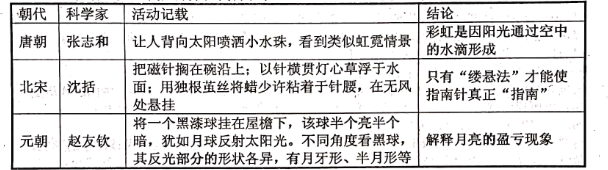 朝代 科学家 活动记载 结论
唐朝 张志和 让人背向太阳喷洒小水珠，看到类似虹霓情景 彩虹是因阳光通过空中的水滴形成
北宋 沈括 把磁针搁在碗沿上；以针横贯灯心草浮于水面；用独根茧丝将蜡少许粘着于针腰，在无风处悬挂 只有“缕悬法”才能使指南针真正“指南”
元朝 赵友钦 将一个黑漆球挂在屋檐下，该球半个亮半个暗，犹如月球反射太阳光。不同角度看黑球，其反光部分的形状各异，有月牙形、半月形等 解释月亮的盈亏现象